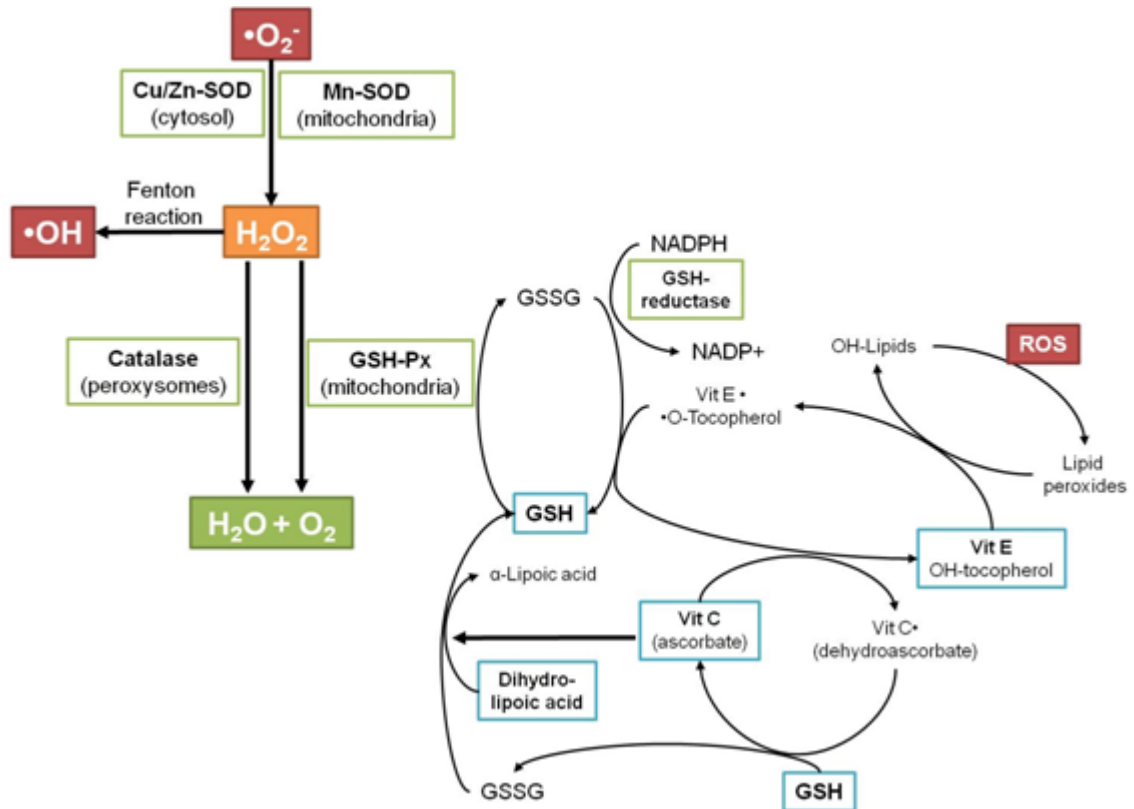 •O₂⁻
Cu/Zn-SOD
(cytosol)
Mn-SOD
(mitochondria)
Fenton
reaction
•OH
H₂O₂
Catalase
(peroxysomes)
GSH-Px
(mitochondria)
H₂O + O₂
NADPH
GSH-
reductase
GSSG
NADP+
Vit E •
•O-Tocopherol
OH-Lipids
ROS
Lipid
peroxides
GSH
Vit E
OH-tocopherol
α-Lipoic acid
Vit C
(ascorbate)
Vit C•
(dehydroascorbate)
Dihydro-
lipoic acid
GSSG
GSH